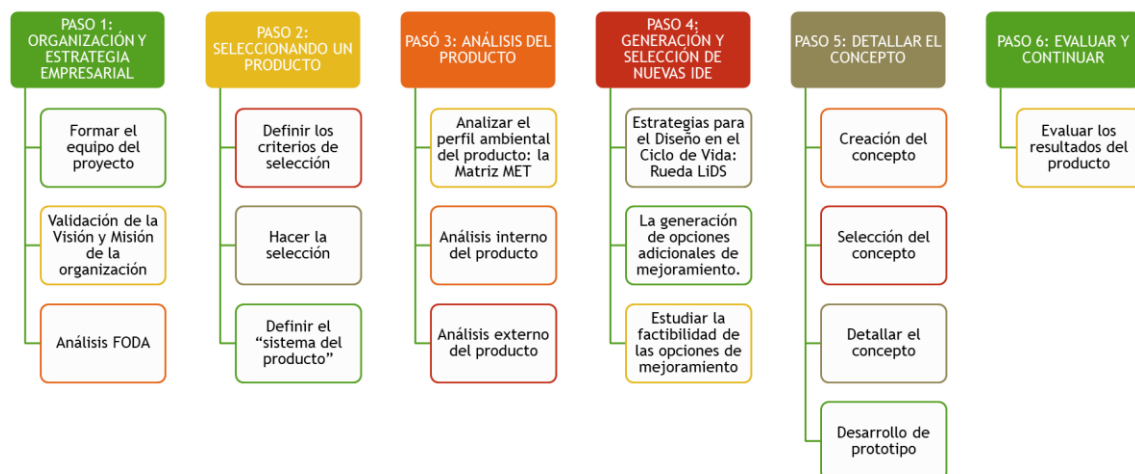 PASO 1:
ORGANIZACIÓN Y
ESTRATEGIA
EMPRESARIAL
Formar el
equipo del
proyecto
Validación de la
Visión y Misión
de la
organización
Análisis FODA
PASO 2:
SELECCIONANDO UN
PRODUCTO
Definir los
criterios de
selección
Hacer la
selección
Definir el
“sistema del
producto”
PASÓ 3: ANÁLISIS DEL
PRODUCTO
Analizar el
perfil ambiental
del producto: la
Matriz MET
Análisis interno
del producto
Análisis externo
del producto
PASO 4:
GENERACIÓN Y
SELECCIÓN DE
NUEVAS IDE
Estrategias para
el Diseño en el
Ciclo de Vida:
Rueda LiDS
La generación
de opciones
adicionales de
mejoramiento.
Estudiar la
factibilidad de
las opciones de
mejoramiento
PASO 5: DETALLAR EL
CONCEPTO
Creación del
concepto
Selección del
concepto
Detallar el
concepto
Desarrollo de
prototipo
PASO 6: EVALUAR Y
CONTINUAR
Evaluar los
resultados del
producto